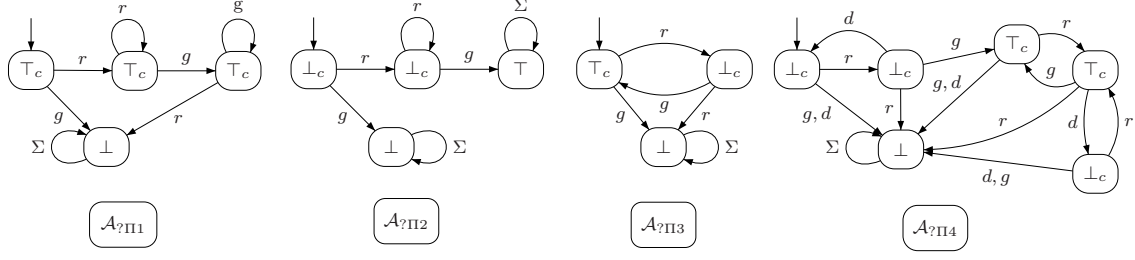 r g d r
g
⊤c r ⊤c g ⊤c ⊥c r ⊥c g ⊤ ⊤c ⊥c ⊥c r ⊥c g ⊤c r ⊤c
r Σ
g r g g g r g, d r g, d g r d r
Σ ⊥ ⊥ Σ ⊥ Σ Σ ⊥ ⊥c
d, g
𝒜?Π1 𝒜?Π2 𝒜?Π3 𝒜?Π4